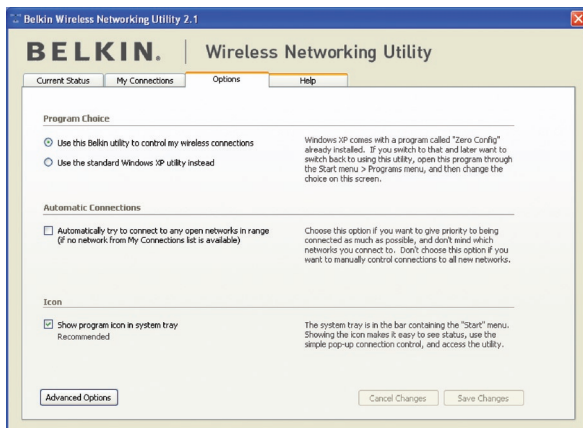 Belkin Wireless Networking Utility 2.1
BELKIN. Wireless Networking Utility
Current Status My Connections Options Help
Program Choice
Use this Belkin utility to control my wireless connections
Use the standard Windows XP utility instead
Windows XP comes with a program called "Zero Config"
already installed. If you switch to that and later want to
switch back to using this utility, open this program through
the Start menu > Programs menu, and then change the
choice on this screen.
Automatic Connections
Automatically try to connect to any open networks in range
(if no network from My Connections list is available)
Choose this option if you want to give priority to being
connected as much as possible, and don't mind which
networks you connect to. Don't choose this option if you
want to manually control connections to all new networks.
Icon
Show program icon in system tray
Recommended
The system tray is in the bar containing the "Start" menu.
Showing the icon makes it easy to see status, use the
simple pop-up connection control, and access the utility.
Advanced Options Cancel Changes Save Changes